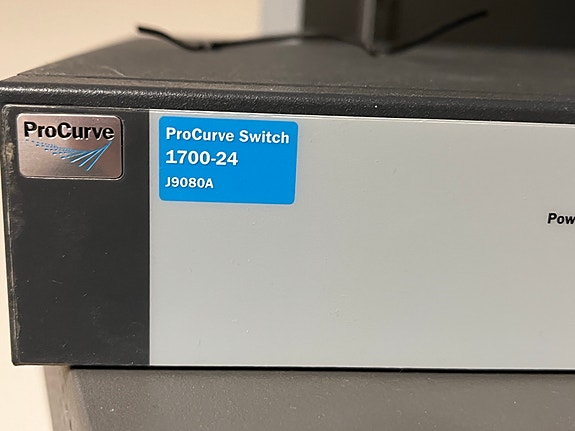 ProCurve
ProCurve Switch
1700-24
J9080A